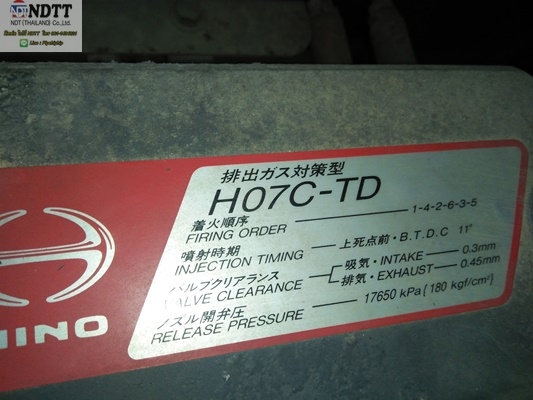 NDTT
NDT (THAILAND) Co.,Ltd.
排出ガス対策型
H07C-TD
着火順序
FIRING ORDER 1-4-2-6-3-5
噴射時期
INJECTION TIMING 上死点前・B.T.D.C 11°
バルブクリアランス 吸気・INTAKE 0.3mm
VALVE CLEARANCE 排気・EXHAUST 0.45mm
ノズル開弁圧
RELEASE PRESSURE 17650 kPa{180 kgf/cm²}
HINO